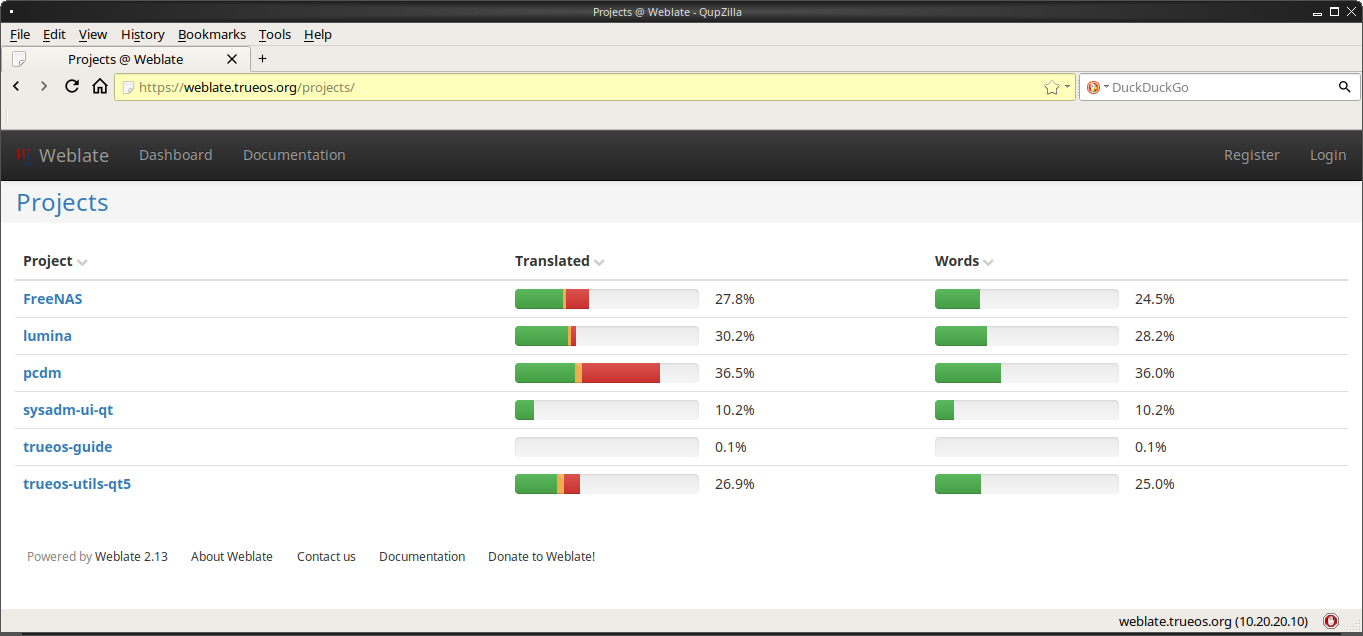 Projects @ Weblate - QupZilla
File Edit View History Bookmarks Tools Help
Projects @ Weblate
https://weblate.trueos.org/projects/ DuckDuckGo
Weblate Dashboard Documentation Register Login
Projects
Project Translated Words
FreeNAS 27.8% 24.5%
lumina 30.2% 28.2%
pcdm 36.5% 36.0%
sysadm-ui-qt 10.2% 10.2%
trueos-guide 0.1% 0.1%
trueos-utils-qt5 26.9% 25.0%
Powered by Weblate 2.13 About Weblate Contact us Documentation Donate to Weblate!
weblate.trueos.org (10.20.20.10)